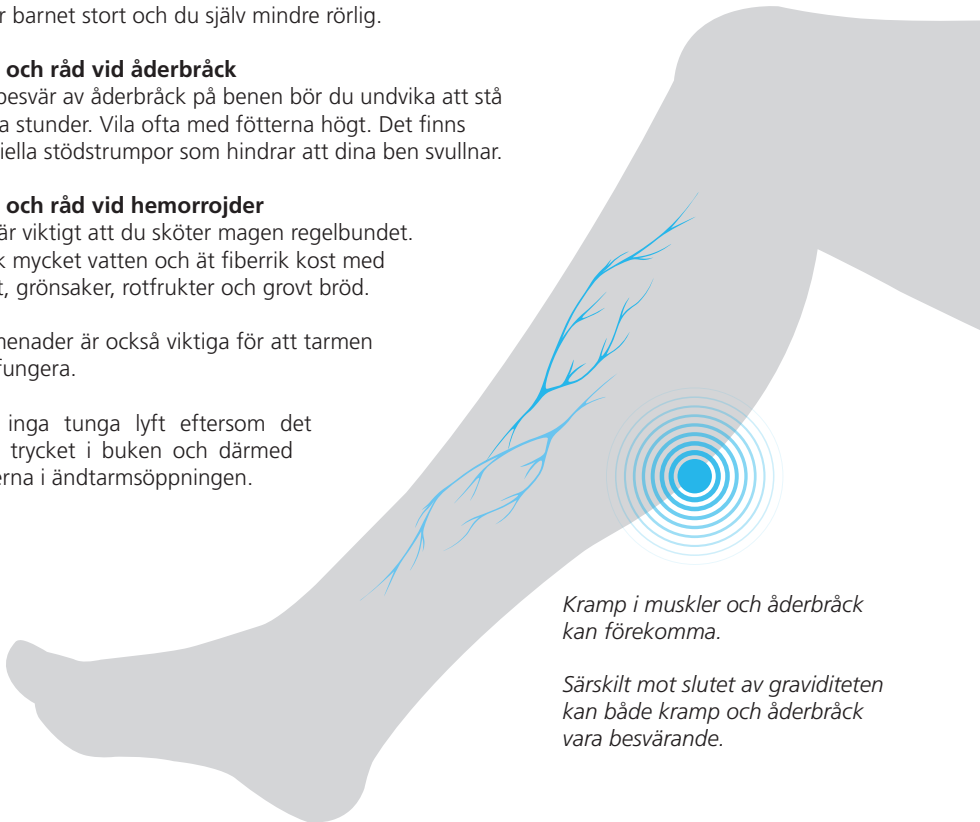 r barnet stort och du själv mindre rörlig.
och råd vid åderbråck
besvär av åderbråck på benen bör du undvika att stå
a stunder. Vila ofta med fötterna högt. Det finns
iella stödstrumpor som hindrar att dina ben svullnar.
och råd vid hemorrojder
är viktigt att du sköter magen regelbundet.
k mycket vatten och ät fiberrik kost med
t, grönsaker, rotfrukter och grovt bröd.
nenader är också viktiga för att tarmen
fungera.
inga tunga lyft eftersom det
trycket i buken och därmed
erna i ändtarmsöppningen.
Kramp i muskler och åderbråck
kan förekomma.
Särskilt mot slutet av graviditeten
kan både kramp och åderbråck
vara besvärande.